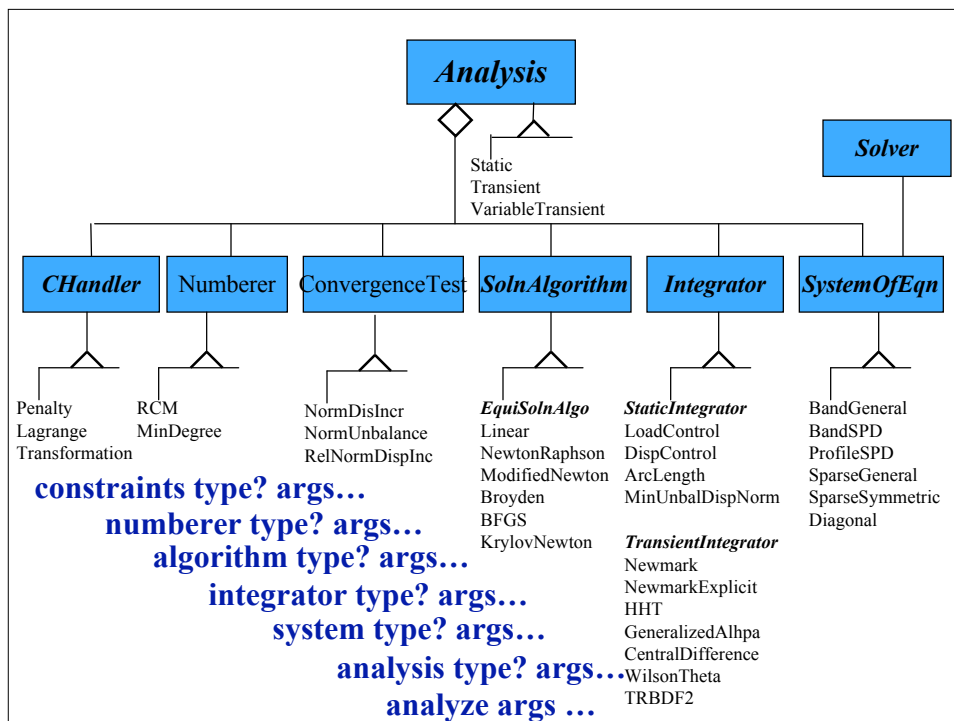 Analysis
Solver
Static
Transient
VariableTransient
CHandler
Numberer
ConvergenceTest
SolnAlgorithm
Integrator
SystemOfEqn
Penalty
Lagrange
Transformation
RCM
MinDegree
NormDisIncr
NormUnbalance
RelNormDispInc
EquiSolnAlgo
Linear
NewtonRaphson
ModifiedNewton
Broyden
BFGS
KrylovNewton
StaticIntegrator
LoadControl
DispControl
ArcLength
MinUnbalDispNorm
TransientIntegrator
Newmark
NewmarkExplicit
HHT
GeneralizedAlhpa
CentralDifference
WilsonTheta
TRBDF2
BandGeneral
BandSPD
ProfileSPD
SparseGeneral
SparseSymmetric
Diagonal
constraints type? args…
numberer type? args…
algorithm type? args…
integrator type? args…
system type? args…
analysis type? args…
analyze args …